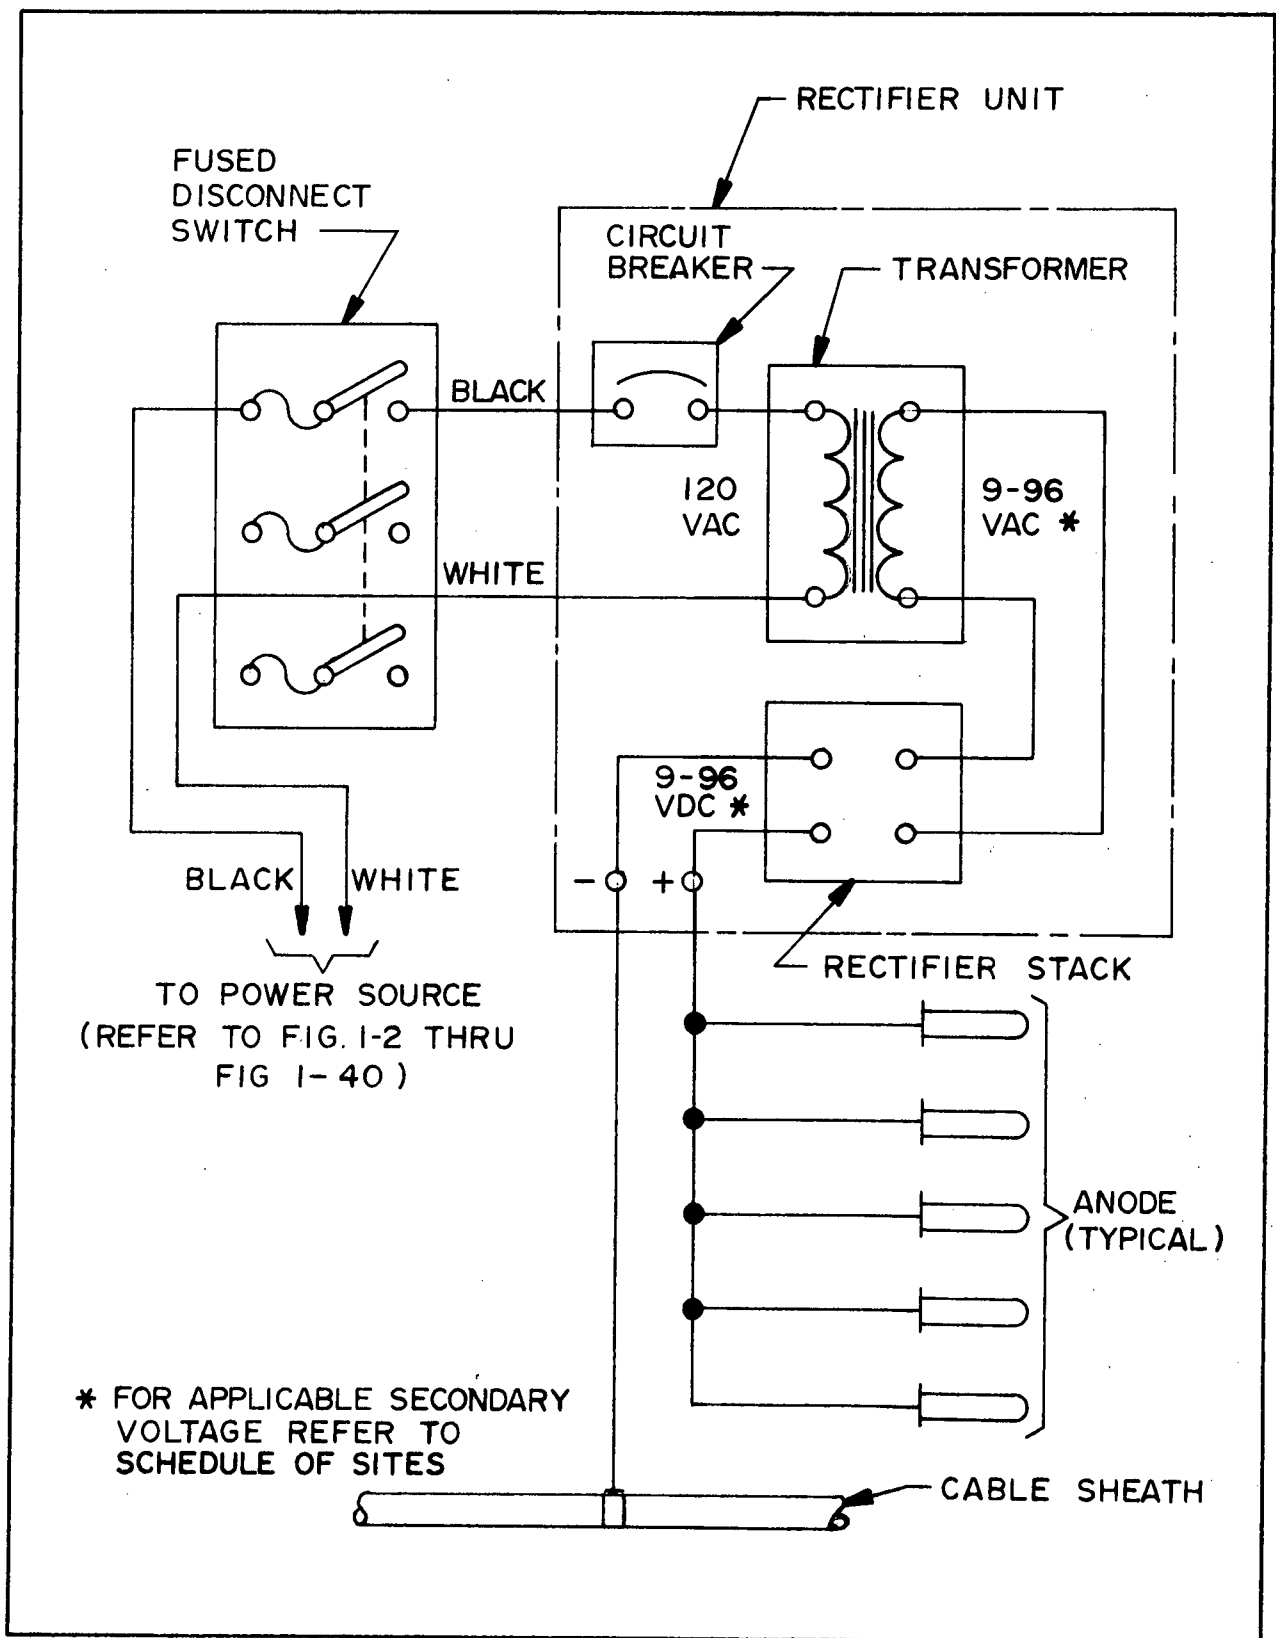 RECTIFIER UNIT
FUSED
DISCONNECT
SWITCH
CIRCUIT
BREAKER
TRANSFORMER
BLACK
120
VAC
9-96
VAC *
WHITE
9-96
VDC *
BLACK
WHITE
- +
RECTIFIER STACK
TO POWER SOURCE
(REFER TO FIG. 1-2 THRU
FIG 1-40)
ANODE
(TYPICAL)
* FOR APPLICABLE SECONDARY
VOLTAGE REFER TO
SCHEDULE OF SITES
CABLE SHEATH